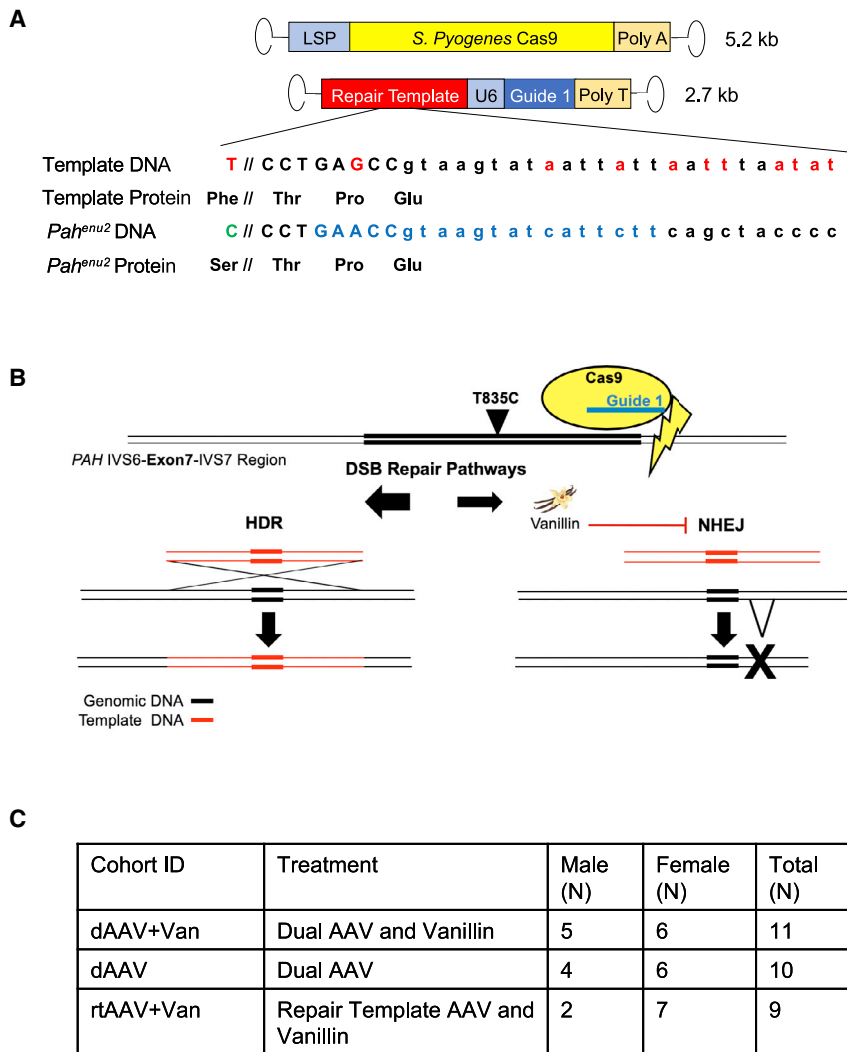 A
LSP S. Pyogenes Cas9 Poly A 5.2 kb
Repair Template U6 Guide 1 Poly T 2.7 kb
Template DNA T // C C T G A G C C g t a a g t a t a a t t a t t a a t t t a a t a t
Template Protein Phe // Thr Pro Glu
Pahenu2 DNA C // C C T G A A C C g t a a g t a t c a t t c t t c a g c t a c c c c
Pahenu2 Protein Ser // Thr Pro Glu
B
Cas9
Guide 1
T835C
PAH IVS6-Exon7-IVS7 Region
DSB Repair Pathways
HDR
Vanillin
NHEJ
X
Genomic DNA
Template DNA
C
Cohort ID Treatment Male (N) Female (N) Total (N)
dAAV+Van Dual AAV and Vanillin 5 6 11
dAAV Dual AAV 4 6 10
rtAAV+Van Repair Template AAV and Vanillin 2 7 9